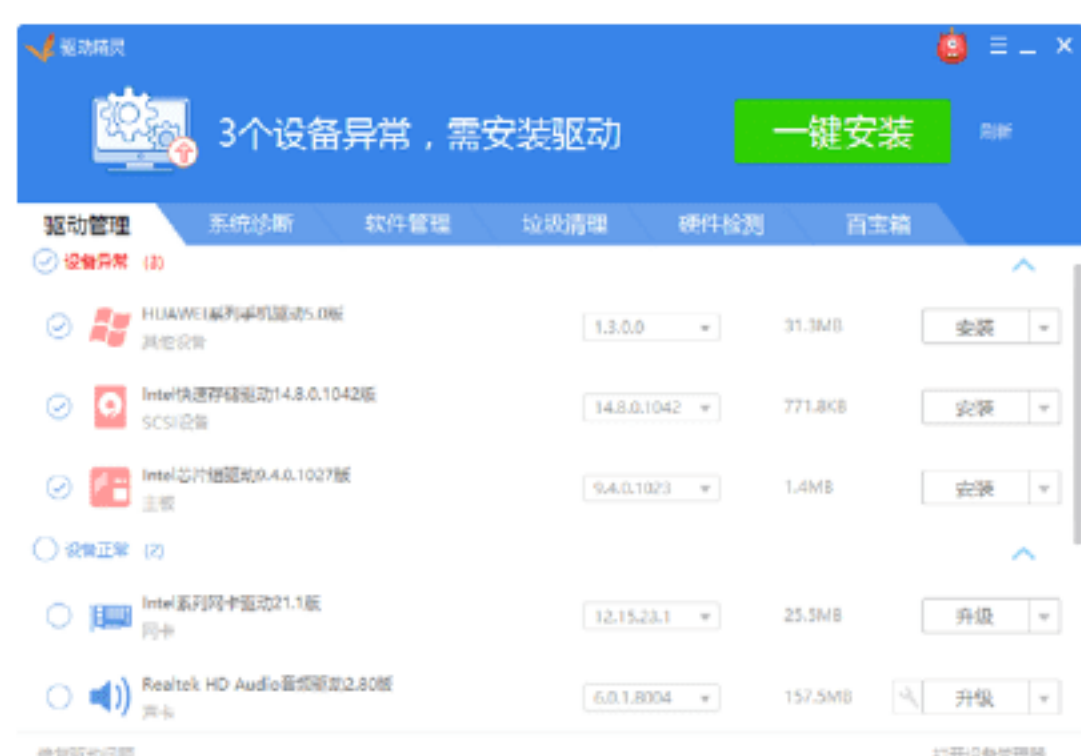 驱动精灵
3个设备异常，需安装驱动
一键安装
刷新
驱动管理 系统诊断 软件管理 垃圾清理 硬件检测 百宝箱
设备异常 (3)
HUAWEI系列手机驱动5.0版
其他设备
1.3.0.0 31.3MB 安装
Intel快速存储驱动14.8.0.1042版
SCSI设备
14.8.0.1042 771.8KB 安装
Intel芯片组驱动9.4.0.1027版
主板
9.4.0.1023 1.4MB 安装
设备正常 (2)
Intel系列网卡驱动21.1版
网卡
12.15.23.1 25.5MB 升级
Realtek HD Audio音频驱动2.80版
声卡
6.0.1.8004 157.5MB 升级
打开设备管理器